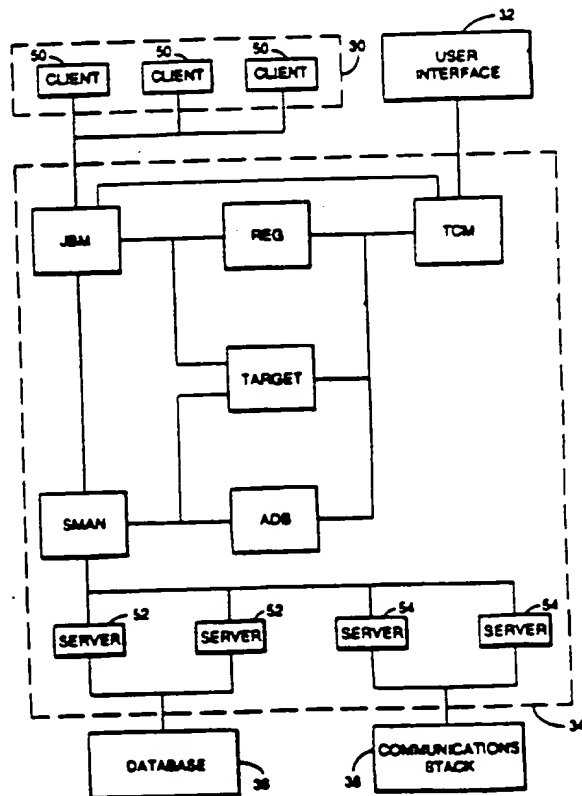 50 50 50 30 32
CLIENT CLIENT CLIENT
USER
INTERFACE
JBM REG TCM
TARGET
SMAN ADB
52 52 54 54
SERVER SERVER SERVER SERVER
34
DATABASE
36
COMMUNICATIONS
STACK
38